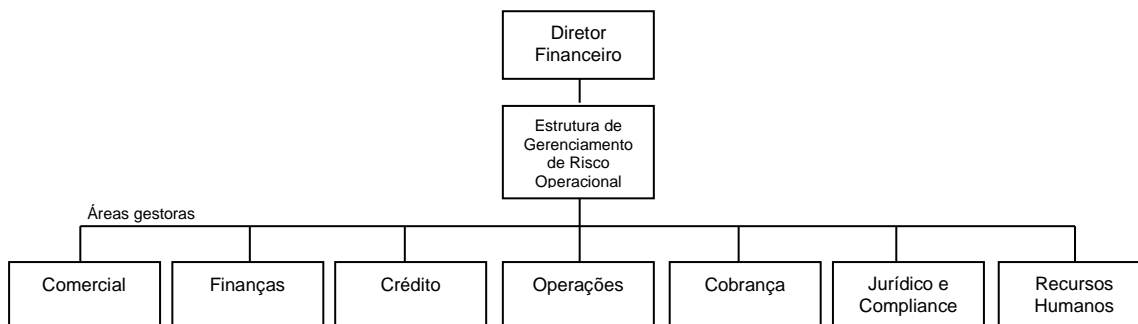 Diretor
Financeiro
Estrutura de
Gerenciamento
de Risco
Operacional
Áreas gestoras
Comercial
Finanças
Crédito
Operações
Cobrança
Jurídico e
Compliance
Recursos
Humanos